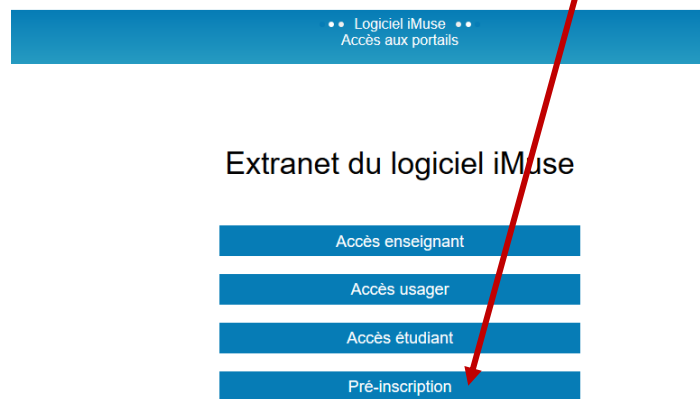 Logiciel iMuse
Accès aux portails
Extranet du logiciel iMuse
Accès enseignant
Accès usager
Accès étudiant
Pré-inscription